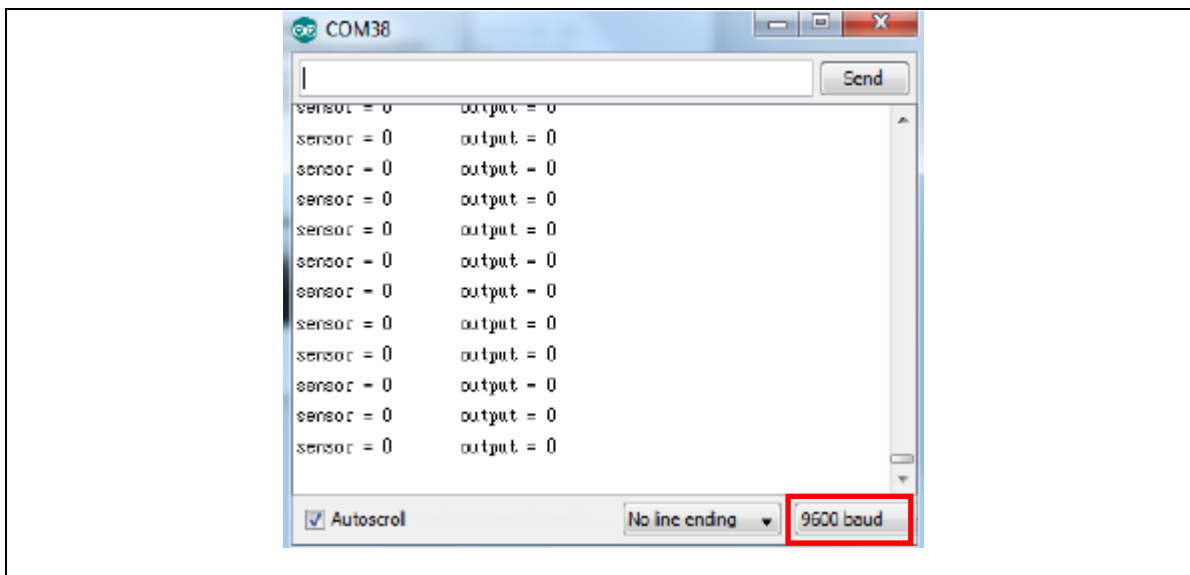 COM38
Send
sensor = 0 output = 0
sensor = 0 output = 0
sensor = 0 output = 0
sensor = 0 output = 0
sensor = 0 output = 0
sensor = 0 output = 0
sensor = 0 output = 0
sensor = 0 output = 0
sensor = 0 output = 0
sensor = 0 output = 0
sensor = 0 output = 0
sensor = 0 output = 0
Autoscroll
No line ending 9600 baud